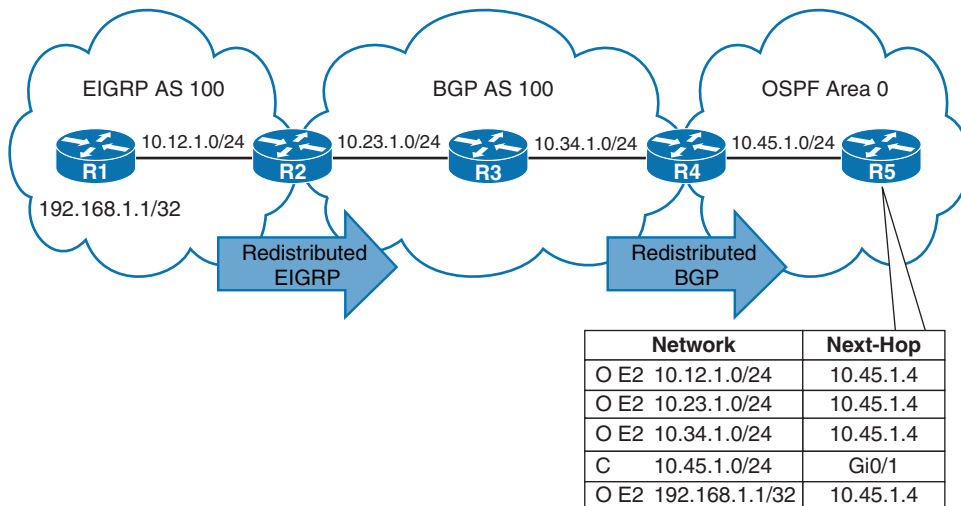 EIGRP AS 100
BGP AS 100
OSPF Area 0
10.12.1.0/24
10.23.1.0/24
10.34.1.0/24
10.45.1.0/24
R1
R2
R3
R4
R5
192.168.1.1/32
Redistributed
EIGRP
Redistributed
BGP
Network Next-Hop
O E2 10.12.1.0/24 10.45.1.4
O E2 10.23.1.0/24 10.45.1.4
O E2 10.34.1.0/24 10.45.1.4
C 10.45.1.0/24 Gi0/1
O E2 192.168.1.1/32 10.45.1.4